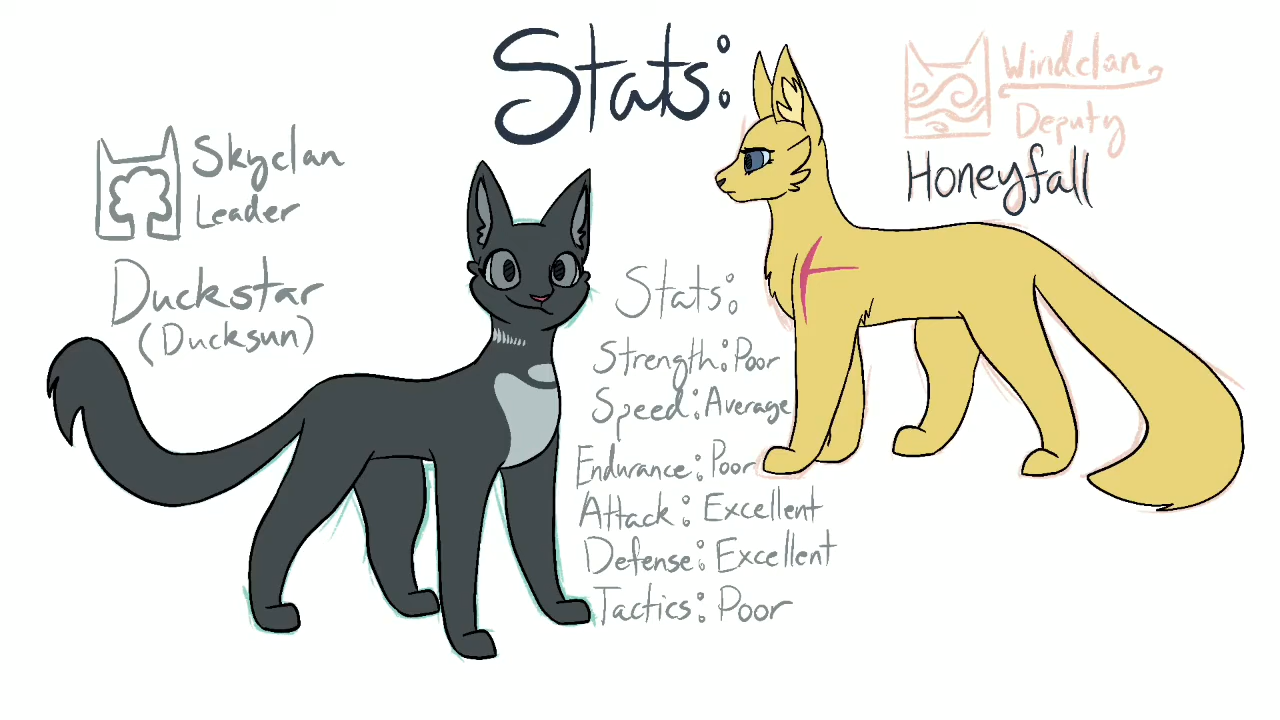 Stats:
Windclan
Deputy
Honeyfall
Skyclan
Leader
Duckstar
(Ducksun)
Stats:
Strength: Poor
Speed: Average
Endurance: Poor
Attack: Excellent
Defense: Excellent
Tactics: Poor